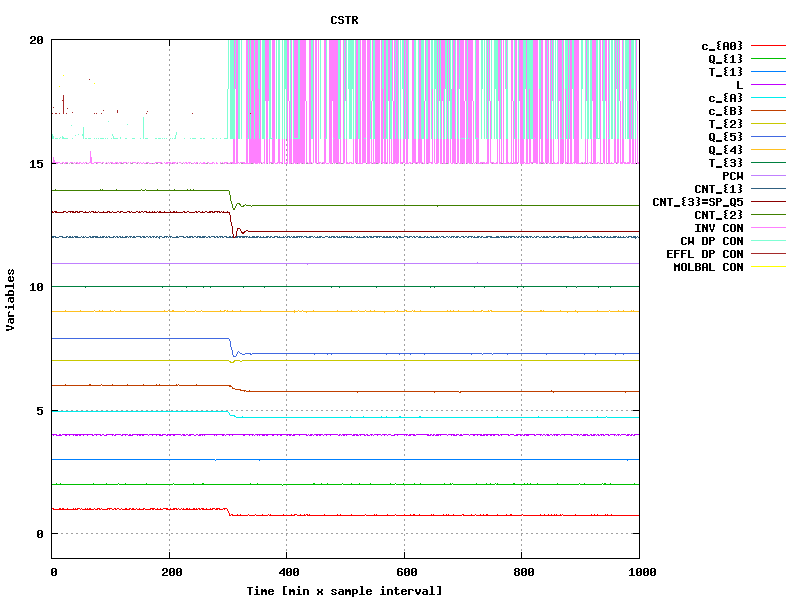 CSTR
20
15
10
5
0
Variables
0 200 400 600 800 1000
Time [min x sample interval]
c_{A0}
Q_{1}
T_{1}
L
c_{A}
c_{B}
T_{2}
Q_{5}
Q_{4}
T_{3}
PCW
CNT_{1}
CNT_{3}=SP_Q5
CNT_{2}
INV CON
CW DP CON
EFFL DP CON
MOLBAL CON